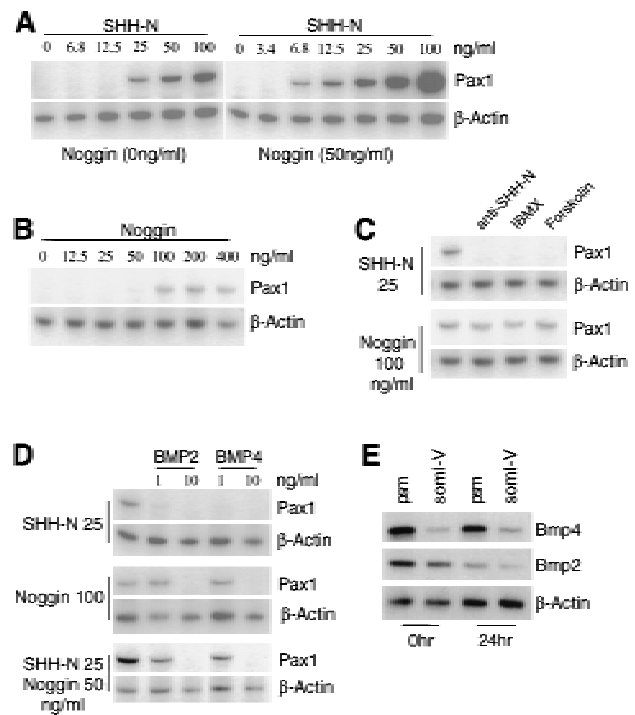 A
SHH-N SHH-N
0 6.8 12.5 25 50 100 0 3.4 6.8 12.5 25 50 100 ng/ml
Pax1
β-Actin
Noggin (0ng/ml) Noggin (50ng/ml)
B
Noggin
0 12.5 25 50 100 200 400 ng/ml
Pax1
β-Actin
C
anti-SHH-N IBMX Forskolin
SHH-N 25
Pax1
β-Actin
Noggin 100 ng/ml
Pax1
β-Actin
D
BMP2 BMP4
1 10 1 10 ng/ml
SHH-N 25
Pax1
β-Actin
Noggin 100
Pax1
β-Actin
SHH-N 25
Noggin 50
ng/ml
Pax1
β-Actin
E
psm somI-V psm somI-V
Bmp4
Bmp2
β-Actin
0hr 24hr